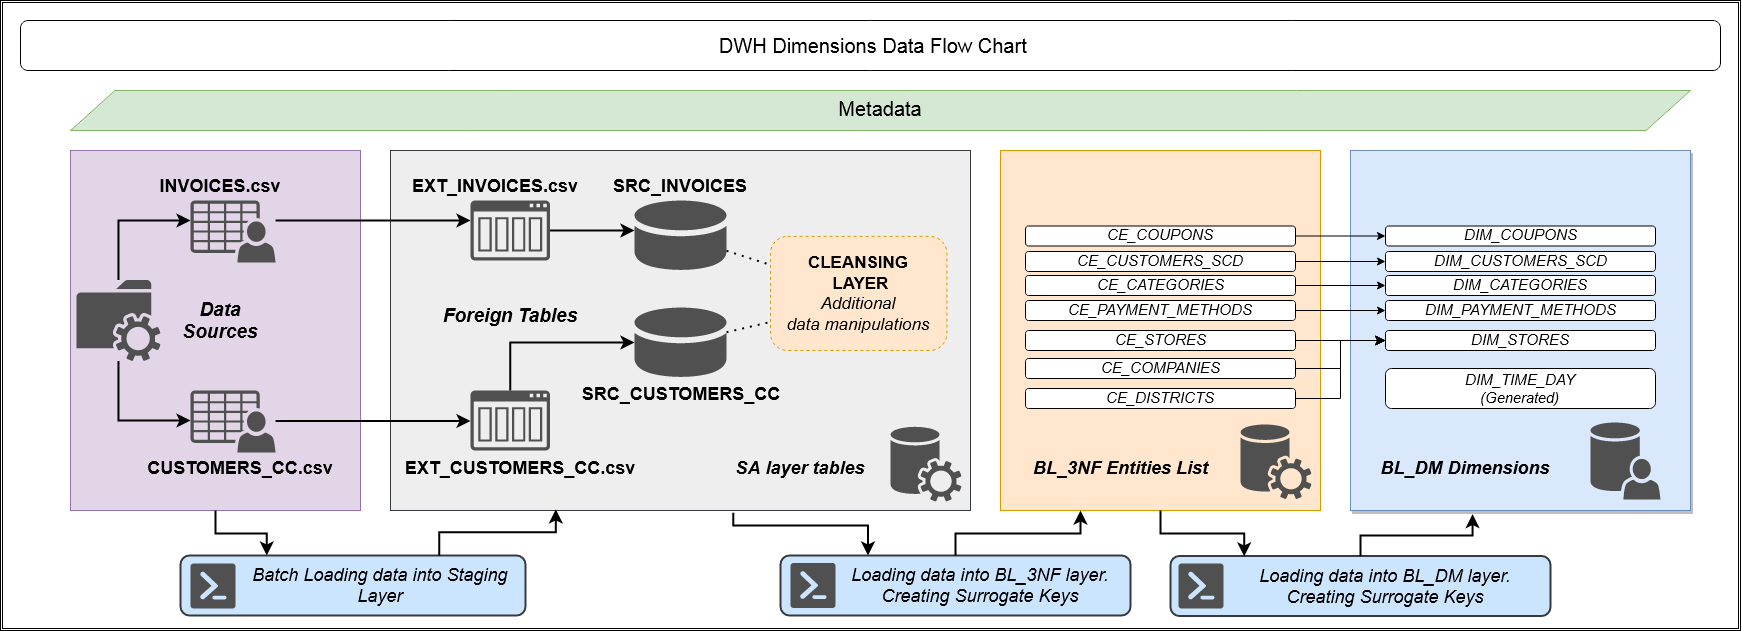 DWH Dimensions Data Flow Chart
Metadata
INVOICES.csv
Data
Sources
CUSTOMERS_CC.csv
EXT_INVOICES.csv
SRC_INVOICES
CLEANSING
LAYER
Additional
data manipulations
Foreign Tables
SRC_CUSTOMERS_CC
EXT_CUSTOMERS_CC.csv
SA layer tables
CE_COUPONS
CE_CUSTOMERS_SCD
CE_CATEGORIES
CE_PAYMENT_METHODS
CE_STORES
CE_COMPANIES
CE_DISTRICTS
BL_3NF Entities List
DIM_COUPONS
DIM_CUSTOMERS_SCD
DIM_CATEGORIES
DIM_PAYMENT_METHODS
DIM_STORES
DIM_TIME_DAY
(Generated)
BL_DM Dimensions
Batch Loading data into Staging
Layer
Loading data into BL_3NF layer.
Creating Surrogate Keys
Loading data into BL_DM layer.
Creating Surrogate Keys